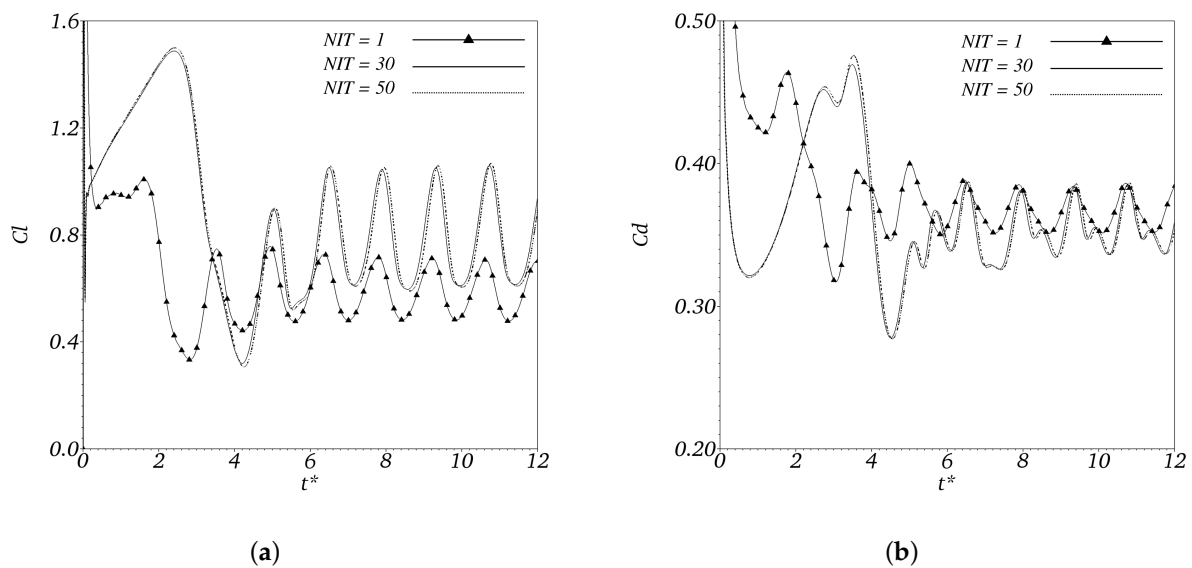 1.6
1.2
0.8
0.4
0.0
Cl
0 2 4 6 8 10 12
t*
NIT = 1
NIT = 30
NIT = 50
(a)
0.50
0.40
0.30
0.20
Cd
0 2 4 6 8 10 12
t*
NIT = 1
NIT = 30
NIT = 50
(b)